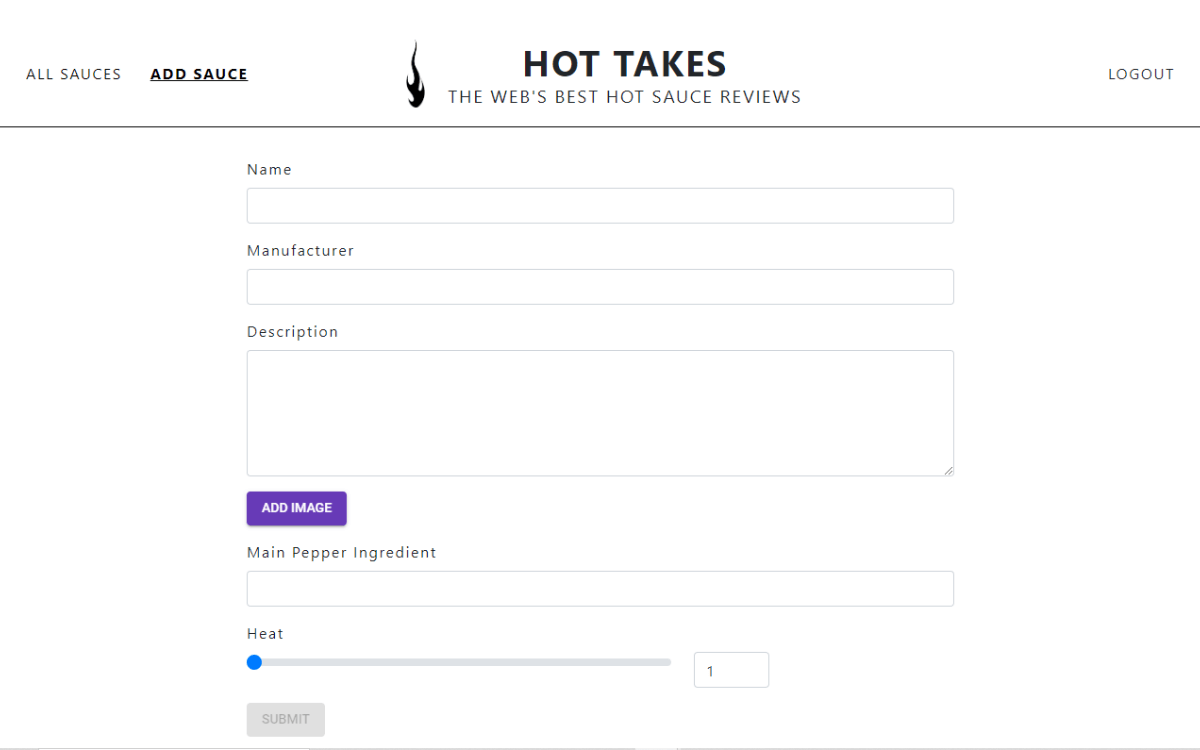 ALL SAUCES
ADD SAUCE
HOT TAKES
THE WEB'S BEST HOT SAUCE REVIEWS
LOGOUT
Name
Manufacturer
Description
ADD IMAGE
Main Pepper Ingredient
Heat
1
SUBMIT